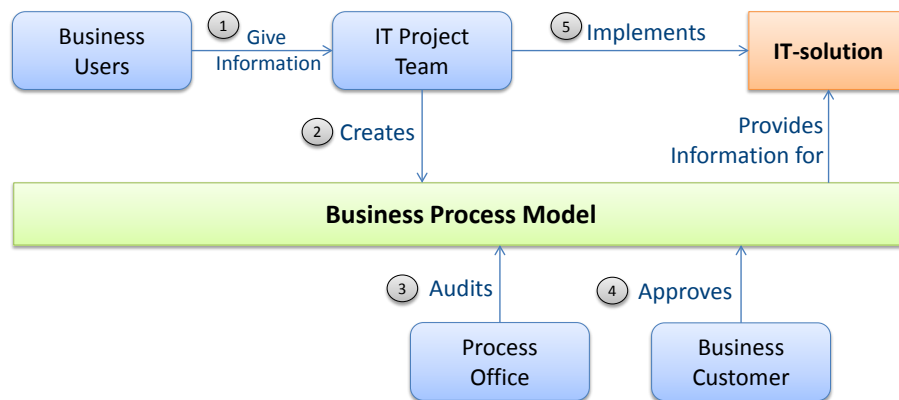 Business
Users
1
Give
Information
IT Project
Team
5
Implements
IT-solution
2
Creates
Provides
Information for
Business Process Model
3
Audits
4
Approves
Process
Office
Business
Customer